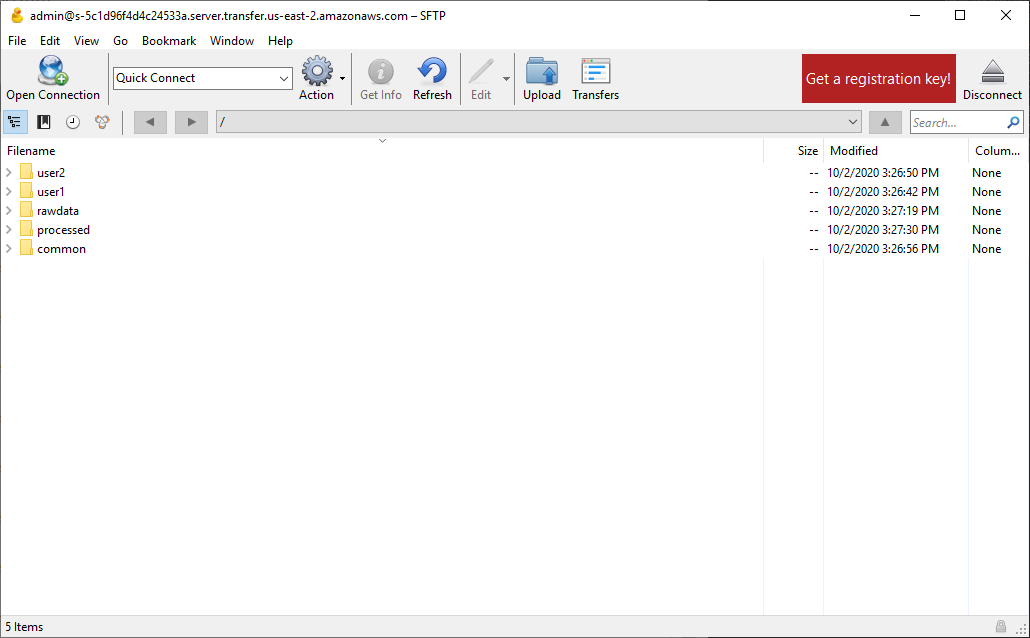 admin@s-5c1d96f4d4c24533a.server.transfer.us-east-2.amazonaws.com – SFTP
File Edit View Go Bookmark Window Help
Open Connection Quick Connect Action Get Info Refresh Edit Upload Transfers Get a registration key! Disconnect
/ Search...
Filename Size Modified Colum...
user2 -- 10/2/2020 3:26:50 PM None
user1 -- 10/2/2020 3:26:42 PM None
rawdata -- 10/2/2020 3:27:19 PM None
processed -- 10/2/2020 3:27:30 PM None
common -- 10/2/2020 3:26:56 PM None
5 Items